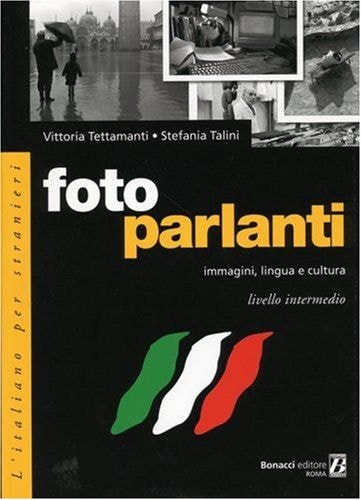 Vittoria Tettamanti • Stefania Talini
foto
parlanti
immagini, lingua e cultura
livello intermedio
L'italiano per stranieri
Bonacci editore
ROMA
B